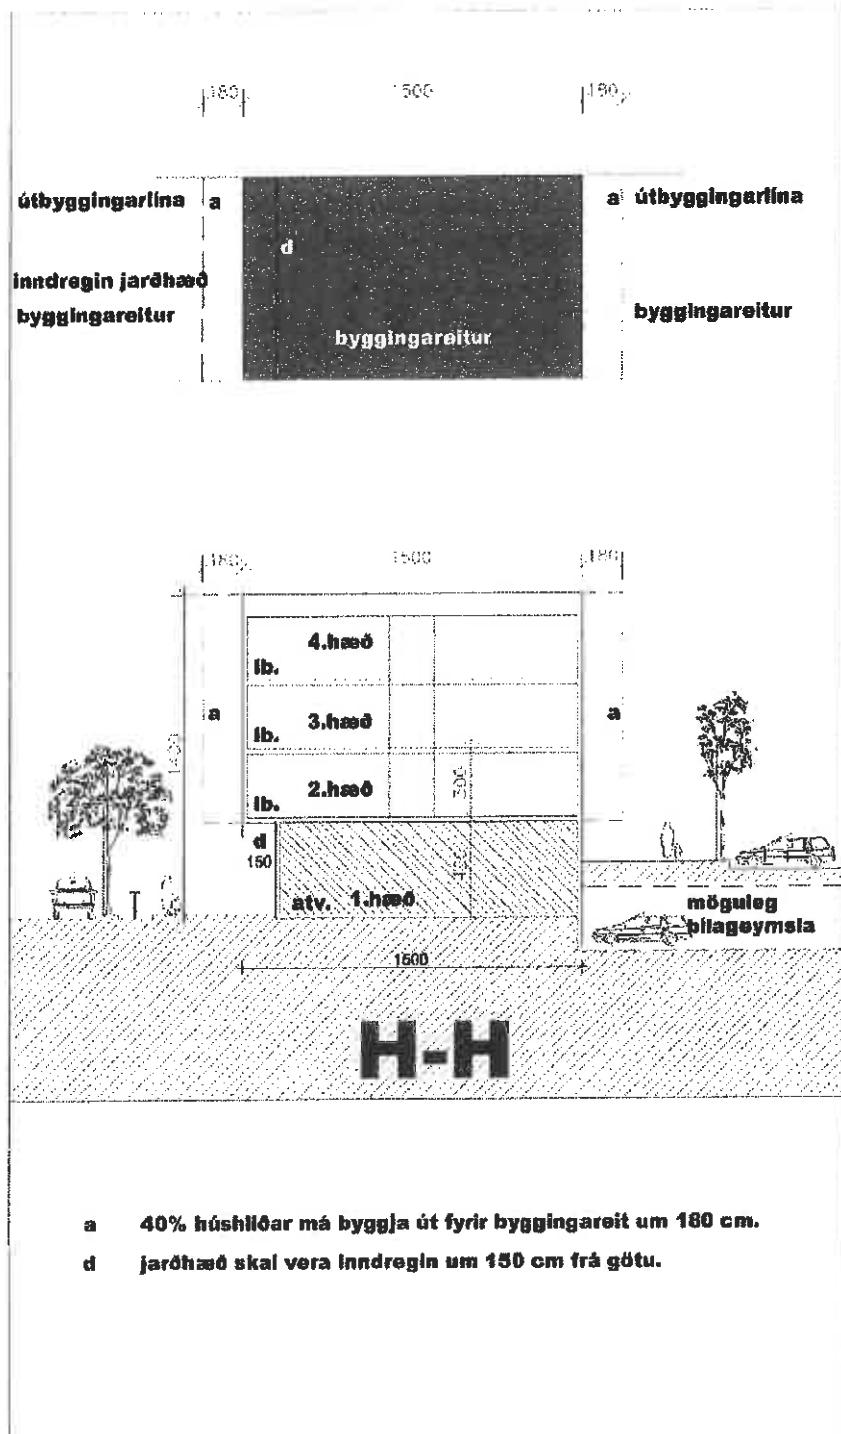 180 1500 180
útbyggingarlína a a útbyggingarlína
d
inndregin jarðhæð
byggingareitur byggingareitur
byggingareitur
180 1500 180
4.hæð
íb.
a 3.hæð a
íb.
300
2.hæð
íb.
d
150
atv. 1.hæð
möguleg
bílageymsla
1500
H-H
a 40% húshliðar má byggja út fyrir byggingareit um 180 cm.
d jarðhæð skal vera inndregin um 150 cm frá götu.